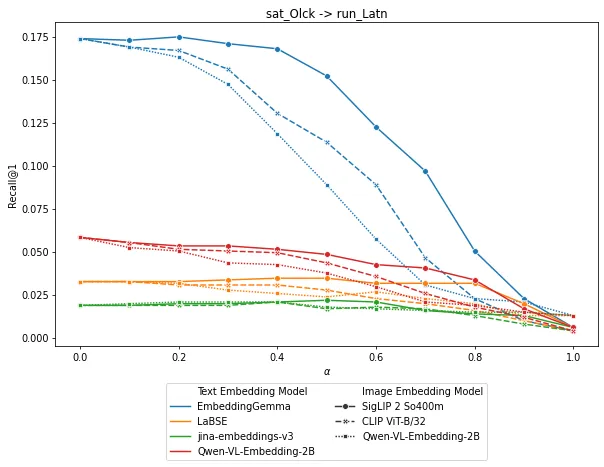 sat_Olck -> run_Latn
0.175
0.150
0.125
0.100
0.075
0.050
0.025
0.000
Recall@1
0.0 0.2 0.4 0.6 0.8 1.0
α
Text Embedding Model Image Embedding Model
EmbeddingGemma SigLIP 2 So400m
LaBSE CLIP ViT-B/32
jina-embeddings-v3 Qwen-VL-Embedding-2B
Qwen-VL-Embedding-2B